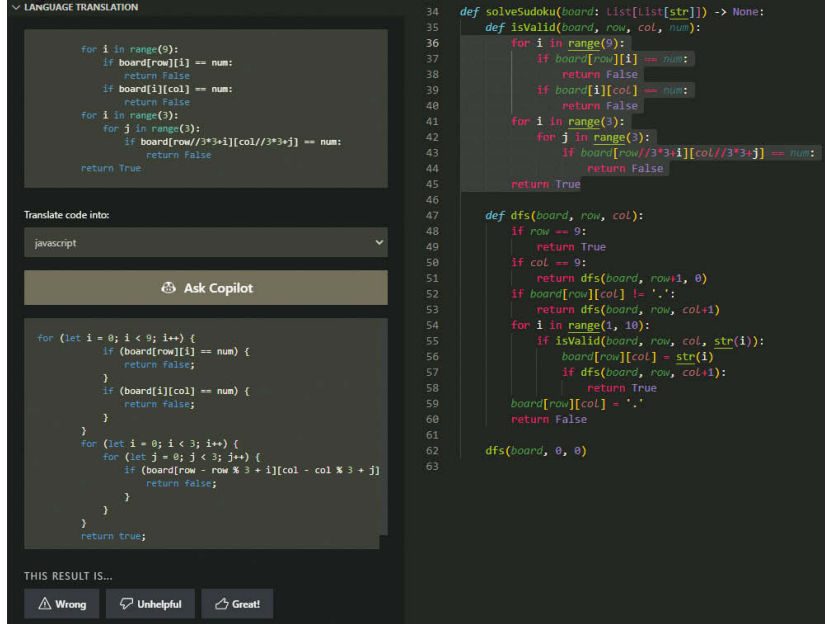 LANGUAGE TRANSLATION
for i in range(9):
if board[row][i] == num:
return False
if board[i][col] == num:
return False
for i in range(3):
for j in range(3):
if board[row//3*3+i][col//3*3+j] == num:
return False
return True
Translate code into:
javascript
Ask Copilot
for (let i = 0; i < 9; i++) {
if (board[row][i] == num) {
return false;
}
if (board[i][col] == num) {
return false;
}
}
for (let i = 0; i < 3; i++) {
for (let j = 0; j < 3; j++) {
if (board[row - row % 3 + i][col - col % 3 + j]
return false;
}
}
}
return true;
THIS RESULT IS...
Wrong
Unhelpful
Great!
34 def solveSudoku(board: List[List[str]]) -> None:
35 def isValid(board, row, col, num):
36 for i in range(9):
37 if board[row][i] == num:
38 return False
39 if board[i][col] == num:
40 return False
41 for i in range(3):
42 for j in range(3):
43 if board[row//3*3+i][col//3*3+j] == num:
44 return False
45 return True
46
47 def dfs(board, row, col):
48 if row == 9:
49 return True
50 if col == 9:
51 return dfs(board, row+1, 0)
52 if board[row][col] != '.':
53 return dfs(board, row, col+1)
54 for i in range(1, 10):
55 if isValid(board, row, col, str(i)):
56 board[row][col] = str(i)
57 if dfs(board, row, col+1):
58 return True
59 board[row][col] = '.'
60 return False
61
62 dfs(board, 0, 0)
63